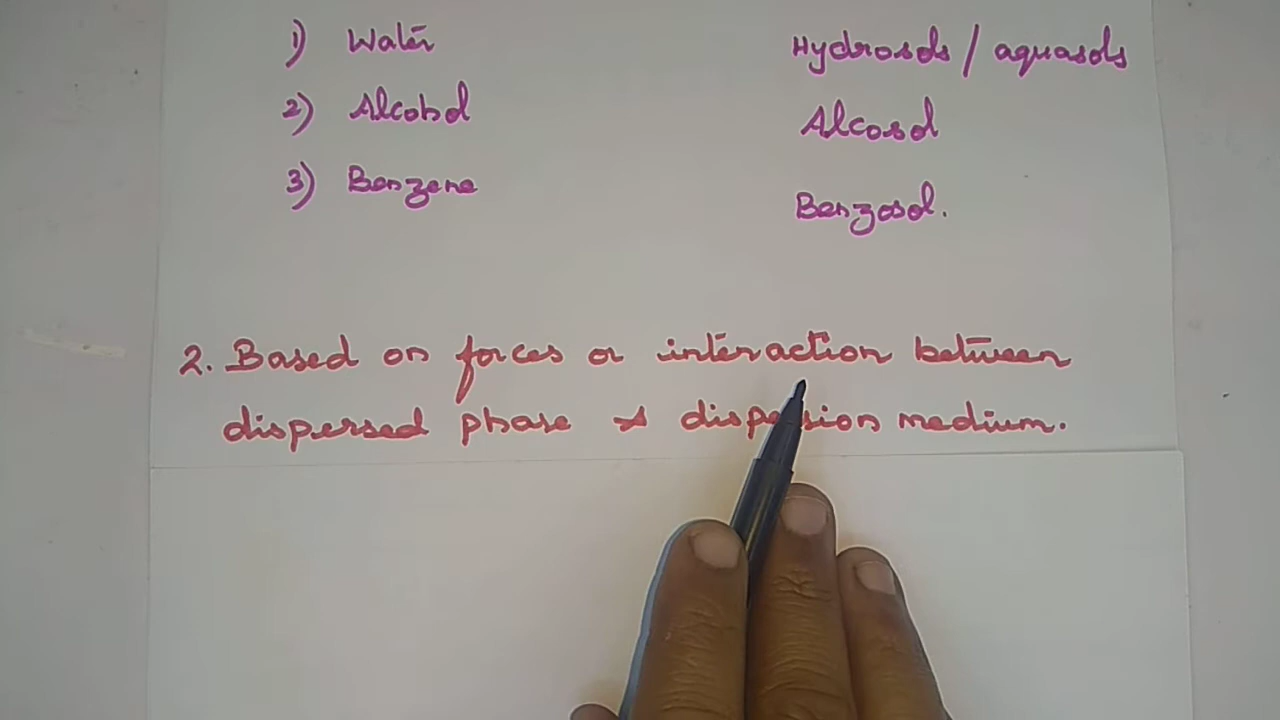 1) Water Hydrosols / aquasols
2) Alcohol Alcosol
3) Benzene Benzosol.
2. Based on forces or interaction between
dispersed phase & dispersion medium.